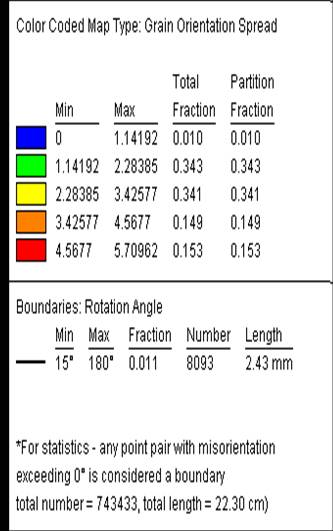 Color Coded Map Type: Grain Orientation Spread
Total Partition
Min Max Fraction Fraction
0 1.14192 0.010 0.010
1.14192 2.28385 0.343 0.343
2.28385 3.42577 0.341 0.341
3.42577 4.5677 0.149 0.149
4.5677 5.70962 0.153 0.153
Boundaries: Rotation Angle
Min Max Fraction Number Length
15° 180° 0.011 8093 2.43 mm
*For statistics - any point pair with misorientation
exceeding 0° is considered a boundary
total number = 743433, total length = 22.30 cm)